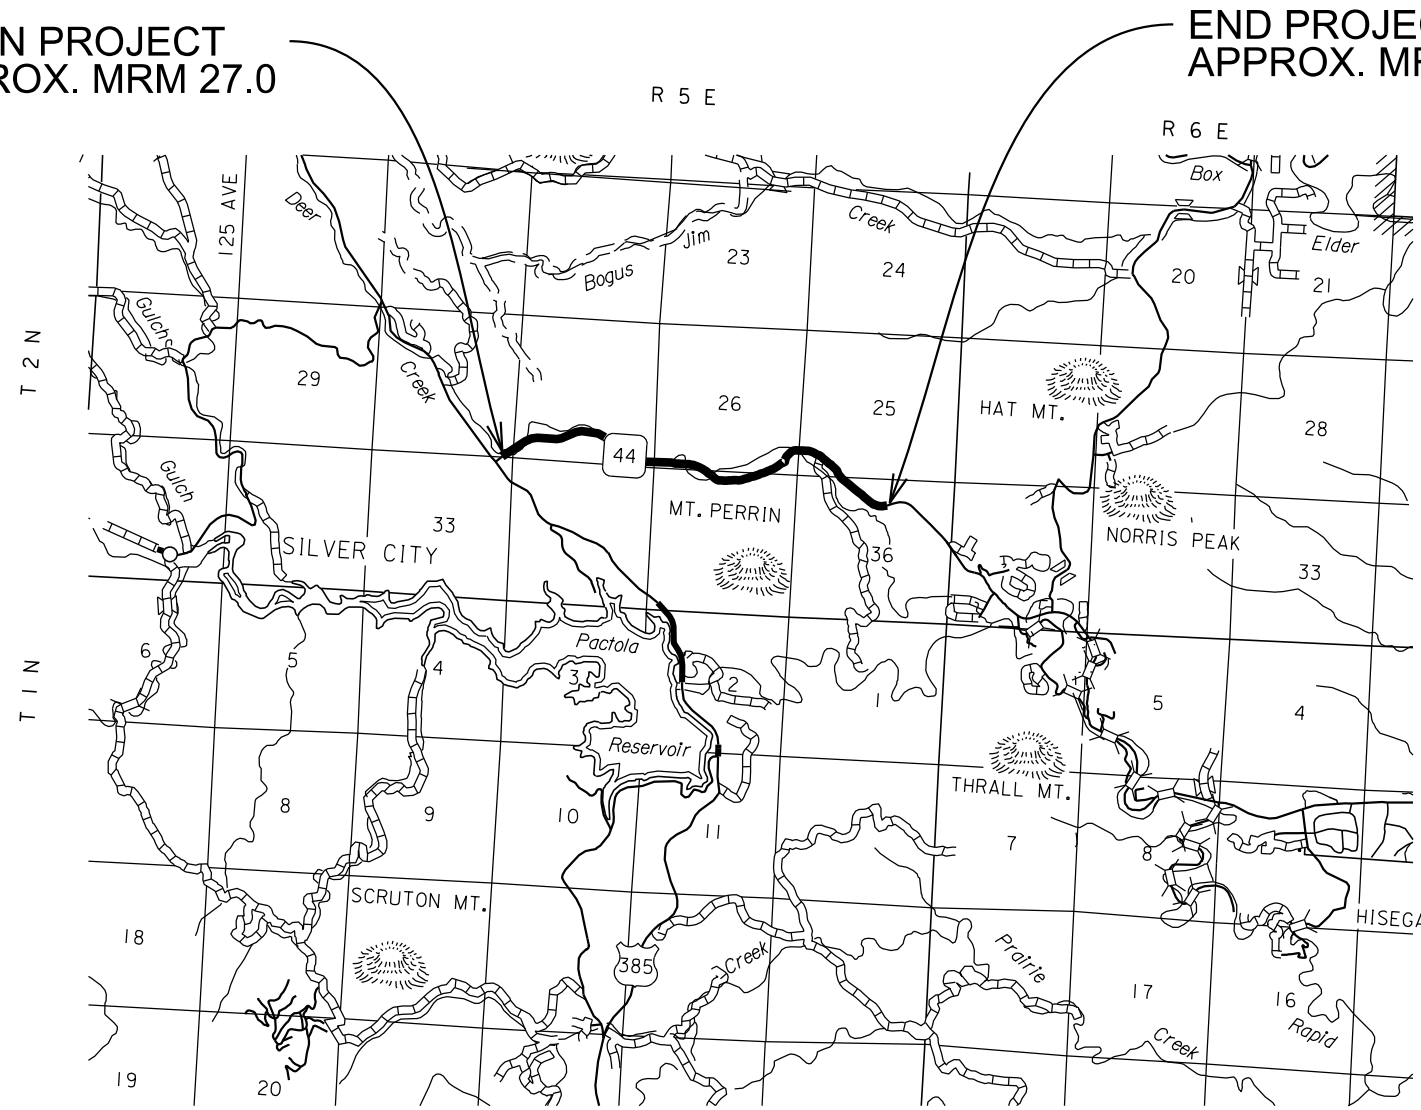 N PROJECT
ROX. MRM 27.0
END PROJE
APPROX. M
R 5 E
R 6 E
Box
125 AVE
Deer
Creek
Jim
Bogus
23
24
20
21
Elder
T 2 N
Gulch
29
Creek
26
25
HAT MT.
28
44
Gulch
MT. PERRIN
33
SILVER CITY
36
NORRIS PEAK
33
Pactola
6
5
4
3
2
1
5
4
T I N
Reservoir
THRALL MT.
8
9
10
11
7
8
SCRUTON MT.
HISEGA
18
385
Creek
Prairie
17
16
Rapid
Creek
19
20